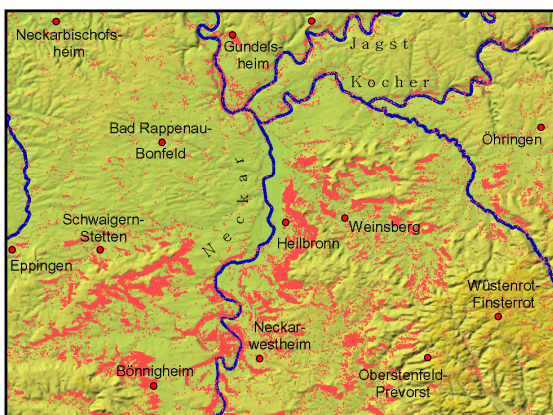 Neckarbischofs-
heim
Gundels-
heim
Jagst
Kocher
Bad Rappenau-
Bonfeld
Öhringen
Neckar
Schwaigern-
Stetten
Heilbronn
Weinsberg
Eppingen
Wüstenrot-
Finsterrot
Neckar-
westheim
Bönnigheim
Oberstenfeld-
Prevorst